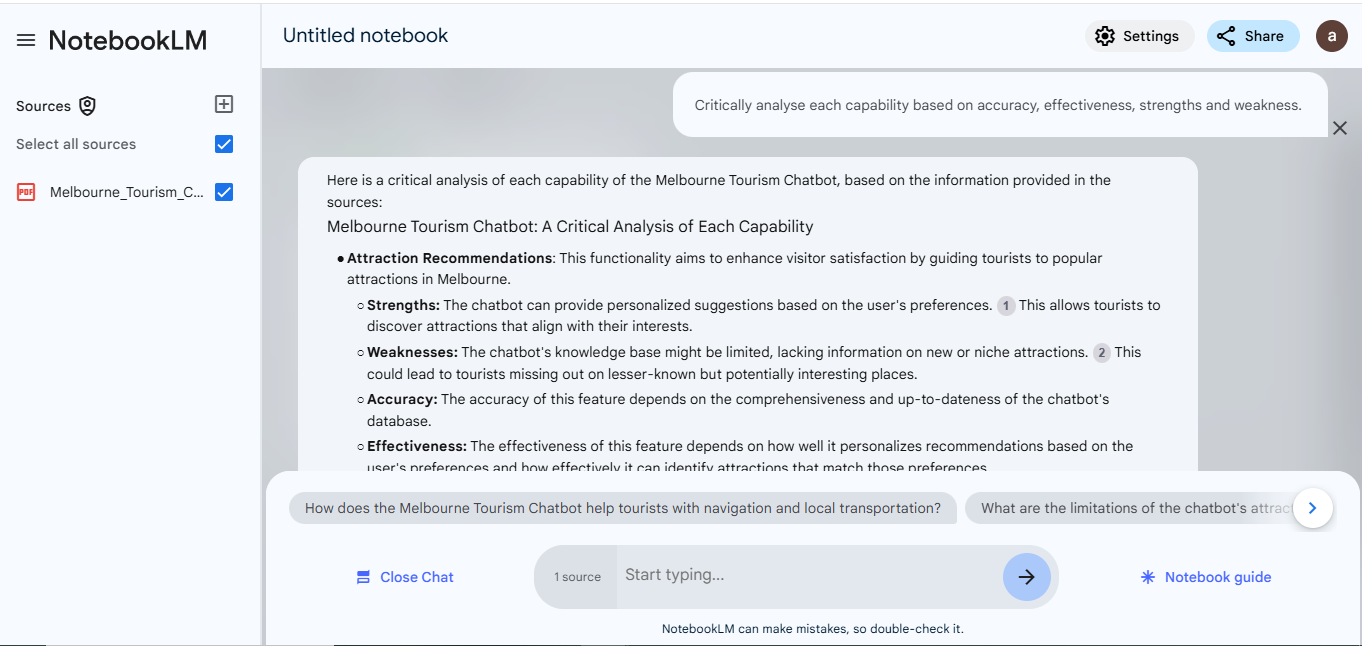 NotebookLM
Untitled notebook
Settings
Share
a
Sources
Select all sources
PDF
Melbourne_Tourism_C...
Critically analyse each capability based on accuracy, effectiveness, strengths and weakness.
Here is a critical analysis of each capability of the Melbourne Tourism Chatbot, based on the information provided in the
sources:
Melbourne Tourism Chatbot: A Critical Analysis of Each Capability
● Attraction Recommendations: This functionality aims to enhance visitor satisfaction by guiding tourists to popular
attractions in Melbourne.
○ Strengths: The chatbot can provide personalized suggestions based on the user's preferences. 1 This allows tourists to
discover attractions that align with their interests.
○ Weaknesses: The chatbot's knowledge base might be limited, lacking information on new or niche attractions. 2 This
could lead to tourists missing out on lesser-known but potentially interesting places.
○ Accuracy: The accuracy of this feature depends on the comprehensiveness and up-to-dateness of the chatbot's
database.
○ Effectiveness: The effectiveness of this feature depends on how well it personalizes recommendations based on the
user's preferences and how effectively it can identify attractions that match those preferences.
How does the Melbourne Tourism Chatbot help tourists with navigation and local transportation?
What are the limitations of the chatbot's attrac
Close Chat
1 source
Start typing...
Notebook guide
NotebookLM can make mistakes, so double-check it.